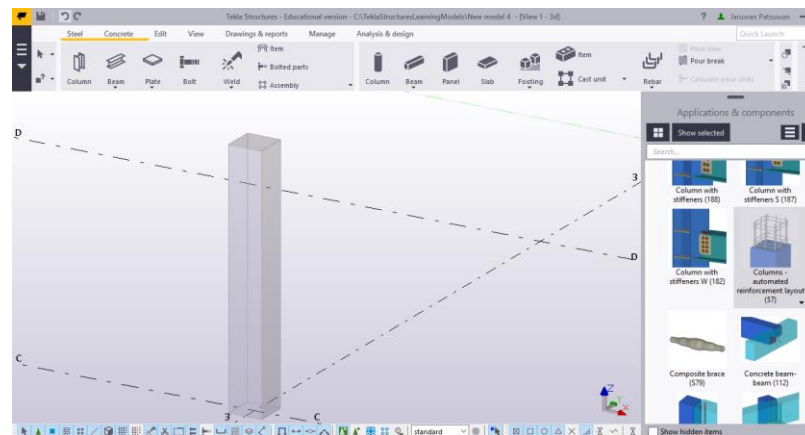 Tekla Structures - Educational version - C:\TeklaStructuresLearningModels\New model 4 - [View 1 - 3d]
? Jeruwan Patzuwan
Steel Concrete Edit View Drawings & reports Manage Analysis & design
Quick Launch
Column Beam Plate Bolt Weld
Item
Bolted parts
Assembly
Column Beam Panel Slab Footing
Item
Cast unit
Rebar
Pour view
Pour break
Calculate pour units
D
3
D
C
3
C
Z
Applications & components
Show selected
Search...
Column with
stiffeners (188)
Column with
stiffeners S (187)
Column with
stiffeners W (182)
Columns -
automated
reinforcement layout
(57)
Composite brace
(S79)
Concrete beam-
beam (112)
standard
Show hidden items